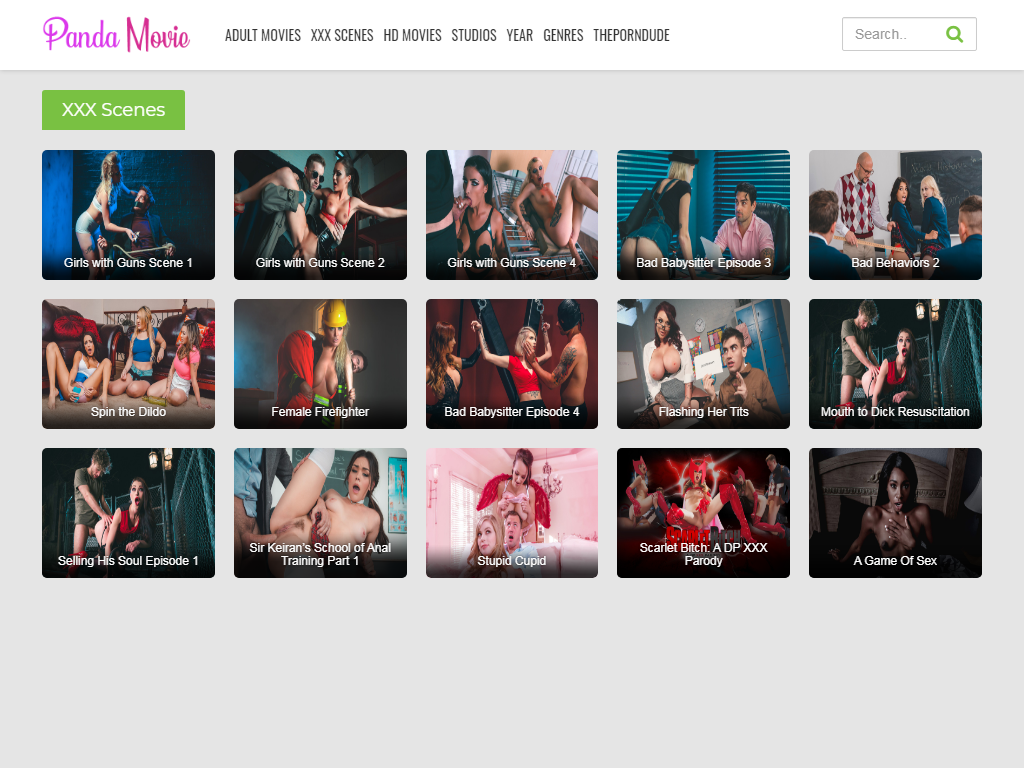 Panda Movie
ADULT MOVIES XXX SCENES HD MOVIES STUDIOS YEAR GENRES THEPORNDUDE
Search..
XXX Scenes
Girls with Guns Scene 1
Girls with Guns Scene 2
Girls with Guns Scene 4
Bad Babysitter Episode 3
Bad Behaviors 2
Spin the Dildo
Female Firefighter
Bad Babysitter Episode 4
Flashing Her Tits
Mouth to Dick Resuscitation
Selling His Soul Episode 1
Sir Keiran's School of Anal
Training Part 1
Stupid Cupid
Scarlet Bitch: A DP XXX
Parody
A Game Of Sex